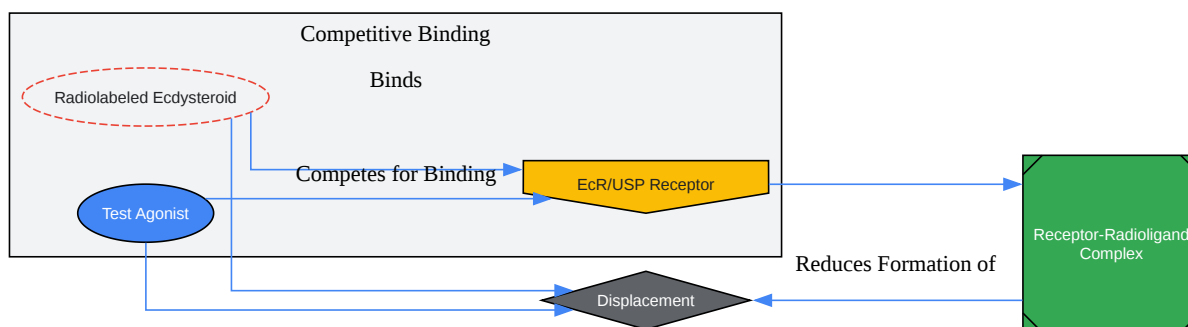 Competitive Binding
Binds
Radiolabeled Ecdysteroid
Competes for Binding
EcR/USP Receptor
Test Agonist
Receptor-Radioligand
Complex
Reduces Formation of
Displacement